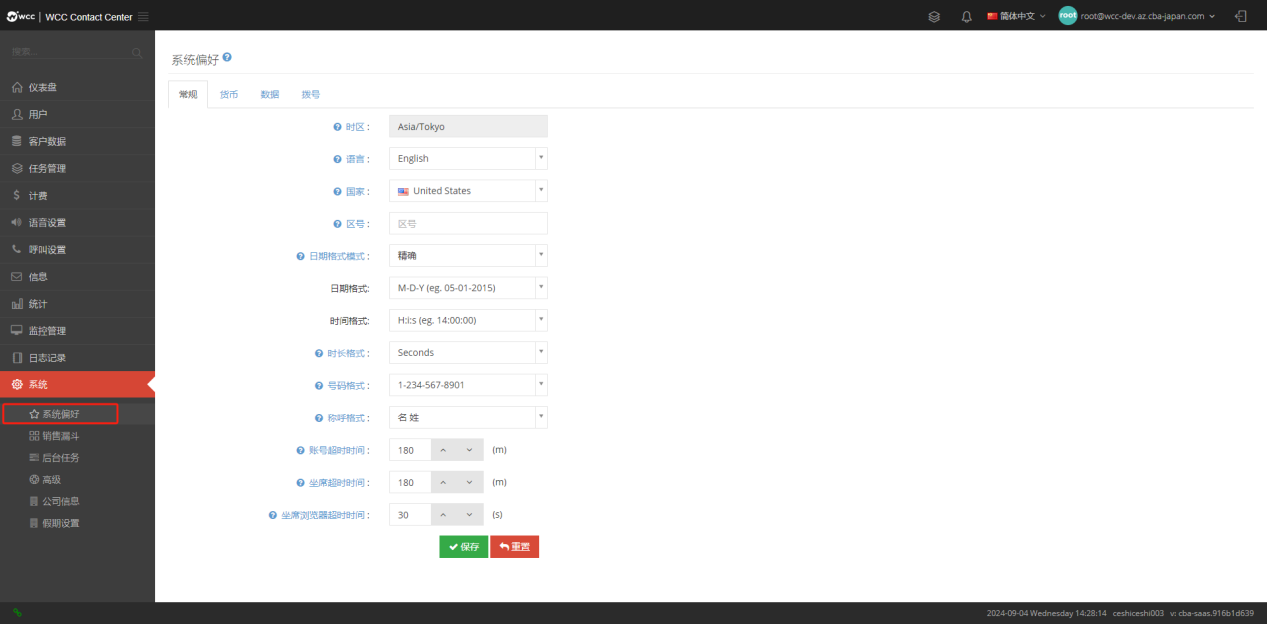 wcc | WCC Contact Center
简体中文
root
root@wcc-dev.az.cba-japan.com
搜索...
仪表盘
用户
客户数据
任务管理
计费
语音设置
呼叫设置
信息
统计
监控管理
日志记录
系统
系统偏好
销售漏斗
后台任务
高级
公司信息
假期设置
系统偏好
常规 货币 数据 拨号
时区 : Asia/Tokyo
语言 : English
国家 : United States
区号 : 区号
日期格式模式 : 精确
日期格式: M-D-Y (eg. 05-01-2015)
时间格式: H:i:s (eg. 14:00:00)
时长格式 : Seconds
号码格式 : 1-234-567-8901
称呼格式 : 名 姓
账号超时时间 : 180 (m)
坐席超时时间 : 180 (m)
坐席浏览器超时时间 : 30 (s)
保存 重置
2024-09-04 Wednesday 14:28:14 ceshiceshi003 v: cba-saas.916b1d639